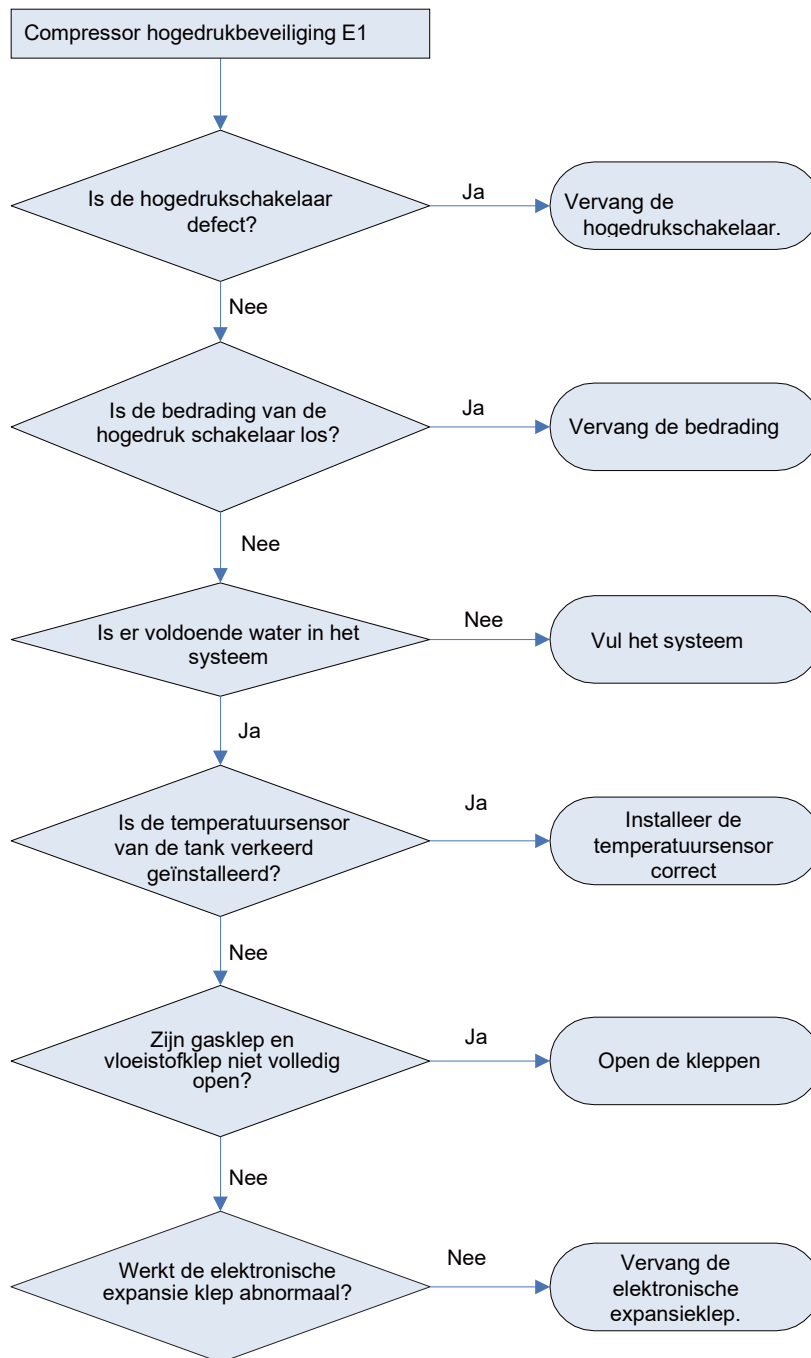 Compressor hogedrukbeveiliging E1
Is de hogedrukschakelaar
defect?
Ja
Vervang de
hogedrukschakelaar.
Nee
Is de bedrading van de
hogedruk schakelaar los?
Ja
Vervang de bedrading
Nee
Is er voldoende water in het
systeem
Nee
Vul het systeem
Ja
Is de temperatuursensor
van de tank verkeerd
geïnstalleerd?
Ja
Installeer de
temperatuursensor
correct
Nee
Zijn gasklep en
vloeistofklep niet volledig
open?
Ja
Open de kleppen
Nee
Werkt de elektronische
expansie klep abnormaal?
Nee
Vervang de
elektronische
expansieklep.